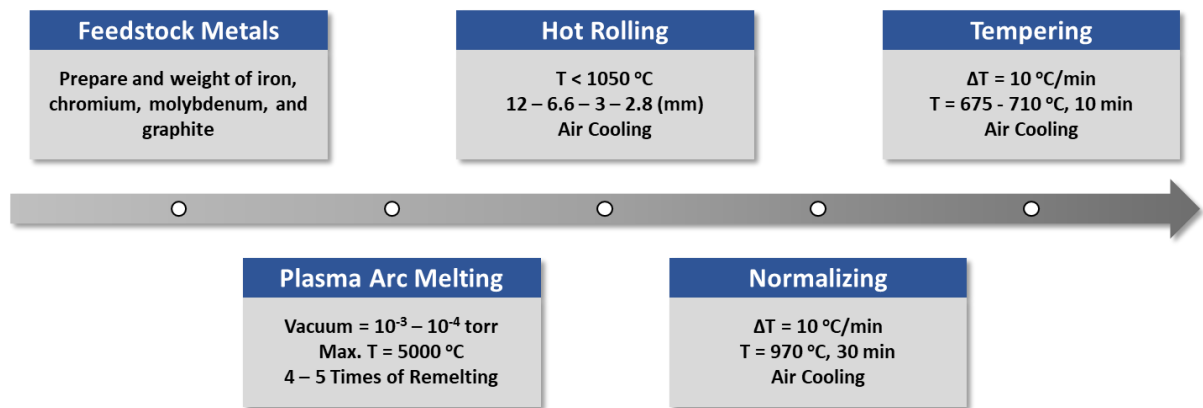 Feedstock Metals
Prepare and weight of iron,
chromium, molybdenum, and
graphite
Plasma Arc Melting
Vacuum = 10⁻³ – 10⁻⁴ torr
Max. T = 5000 ºC
4 – 5 Times of Remelting
Hot Rolling
T < 1050 ºC
12 – 6.6 – 3 – 2.8 (mm)
Air Cooling
Normalizing
ΔT = 10 ºC/min
T = 970 ºC, 30 min
Air Cooling
Tempering
ΔT = 10 ºC/min
T = 675 - 710 ºC, 10 min
Air Cooling